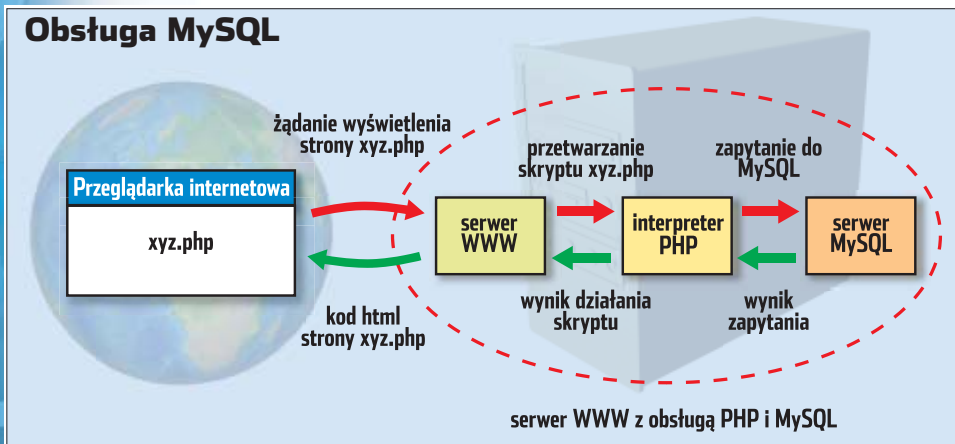 Obsługa MySQL
żądanie wyświetlenia
strony xyz.php
przetwarzanie
skryptu xyz.php
zapytanie do
MySQL
Przeglądarka internetowa
xyz.php
serwer
WWW
interpreter
PHP
serwer
MySQL
kod html
strony xyz.php
wynik działania
skryptu
wynik
zapytania
serwer WWW z obsługą PHP i MySQL